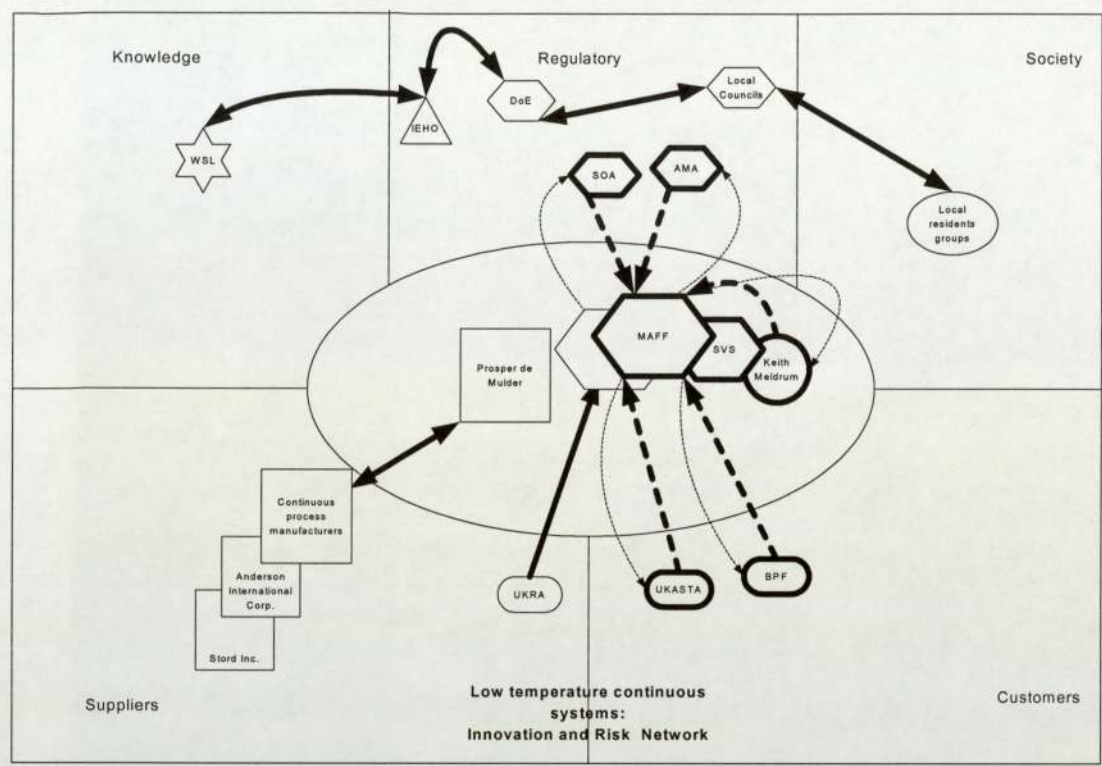 Knowledge
Regulatory
Society
WSL
IEHO
DoE
Local
Councils
SOA
AMA
Local
residents
groups
MAFF
SVS
Keith
Meldrum
Prosper de
Mulder
Continuous
process
manufacturers
Anderson
International
Corp.
Stord Inc.
UKRA
UKASTA
BPF
Suppliers
Low temperature continuous
systems:
Innovation and Risk Network
Customers